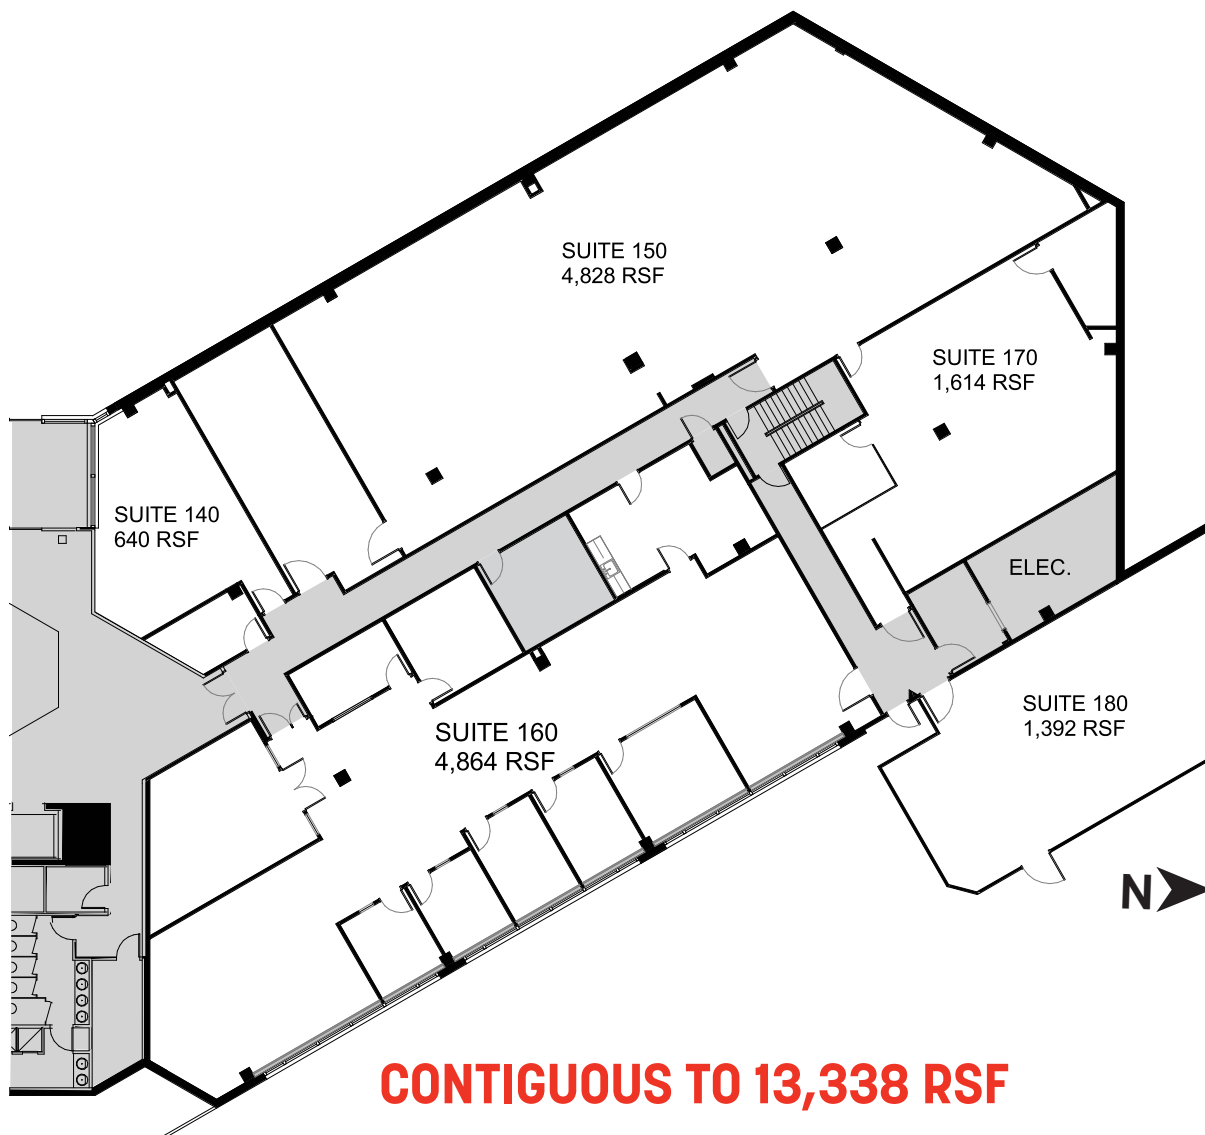 SUITE 150
4,828 RSF
SUITE 170
1,614 RSF
SUITE 140
640 RSF
ELEC.
SUITE 180
1,392 RSF
SUITE 160
4,864 RSF
N
CONTIGUOUS TO 13,338 RSF